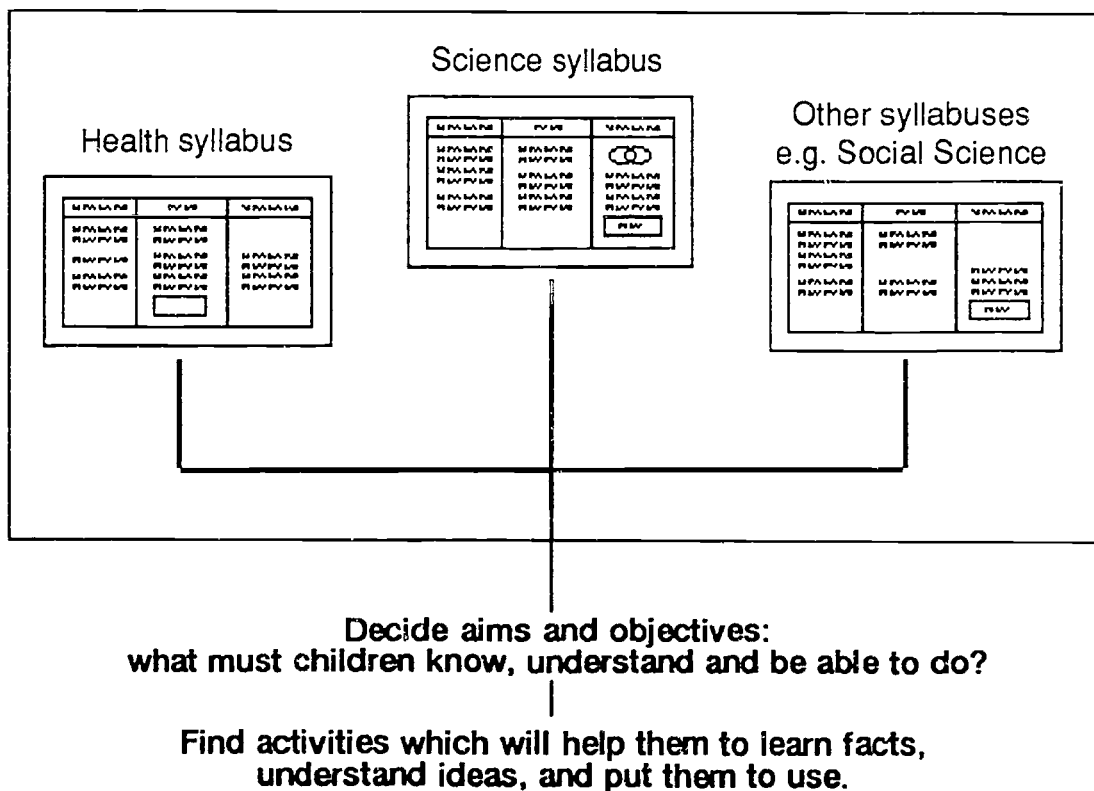 Science syllabus
Health syllabus
Other syllabuses
e.g. Social Science
Decide aims and objectives:
what must children know, understand and be able to do?
Find activities which will help them to learn facts,
understand ideas, and put them to use.